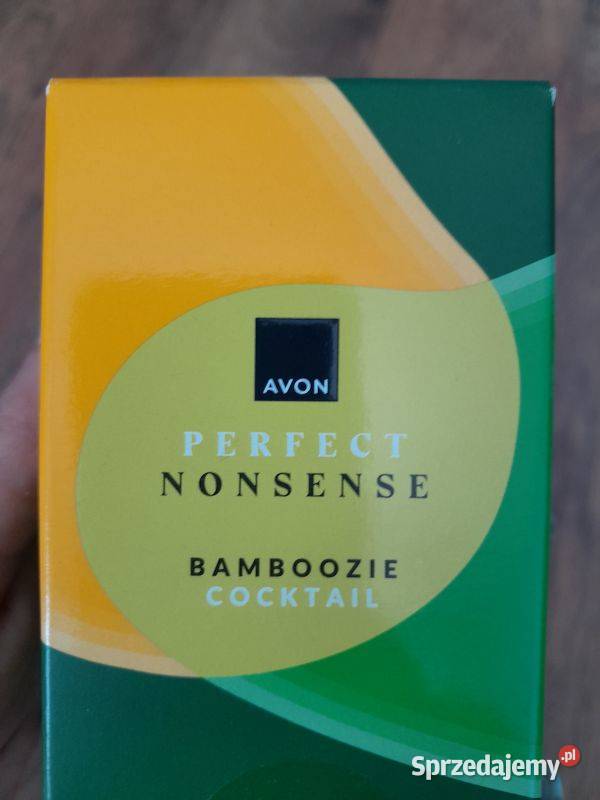 AVON
PERFECT
NONSENSE
BAMBOOZIE
COCKTAIL
Sprzedajemy.pl